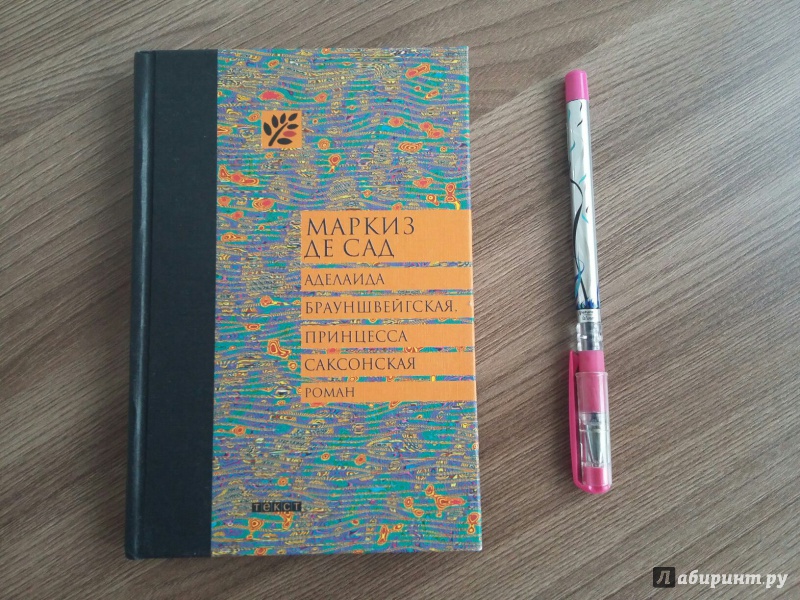 МАРКИЗ
ДЕ САД
АДЕЛАИДА
БРАУНШВЕЙГСКАЯ,
ПРИНЦЕССА
САКСОНСКАЯ
РОМАН
текст
Лабиринт.ру